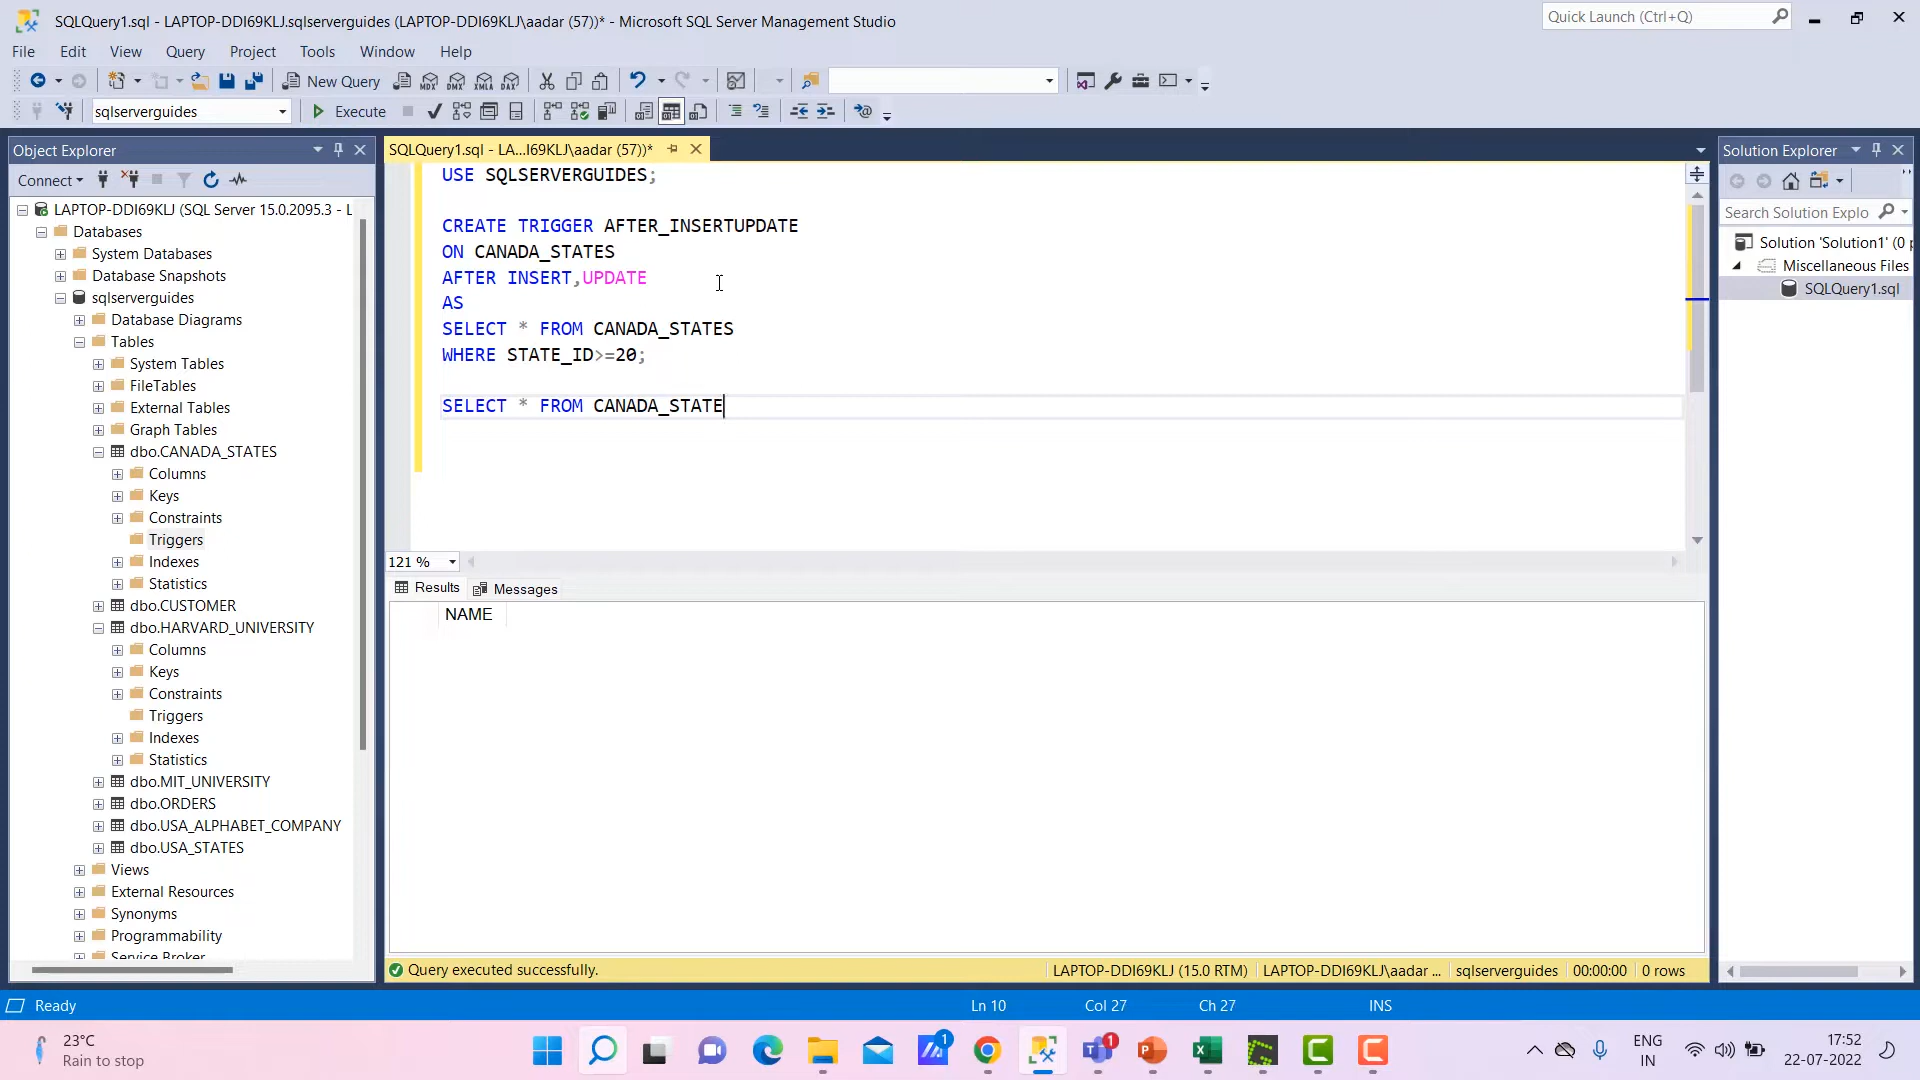 SQLQuery1.sql - LAPTOP-DDI69KLJ.sqlserverguides (LAPTOP-DDI69KLJ\aadar (57))* - Microsoft SQL Server Management Studio
Quick Launch (Ctrl+Q)
File Edit View Query Project Tools Window Help
New Query
MDX DMX XMLA DAX
sqlserverguides
Execute
Object Explorer
SQLQuery1.sql - LA...I69KLJ\aadar (57))*
Solution Explorer
Connect
USE SQLSERVERGUIDES;
Search Solution Explo
LAPTOP-DDI69KLJ (SQL Server 15.0.2095.3 - L
Databases
System Databases
Database Snapshots
sqlserverguides
Database Diagrams
Tables
System Tables
FileTables
External Tables
Graph Tables
dbo.CANADA_STATES
Columns
Keys
Constraints
Triggers
Indexes
Statistics
dbo.CUSTOMER
dbo.HARVARD_UNIVERSITY
Columns
Keys
Constraints
Triggers
Indexes
Statistics
dbo.MIT_UNIVERSITY
dbo.ORDERS
dbo.USA_ALPHABET_COMPANY
dbo.USA_STATES
Views
External Resources
Synonyms
Programmability
Service Broker
CREATE TRIGGER AFTER_INSERTUPDATE
ON CANADA_STATES
AFTER INSERT,UPDATE
AS
SELECT * FROM CANADA_STATES
WHERE STATE_ID>=20;
SELECT * FROM CANADA_STATE
121 %
Results Messages
NAME
Query executed successfully.
LAPTOP-DDI69KLJ (15.0 RTM) LAPTOP-DDI69KLJ\aadar ... sqlserverguides 00:00:00 0 rows
Solution 'Solution1' (0 p
Miscellaneous Files
SQLQuery1.sql
Ready
Ln 10 Col 27 Ch 27 INS
23°C
Rain to stop
1
1
ENG
IN
17:52
22-07-2022